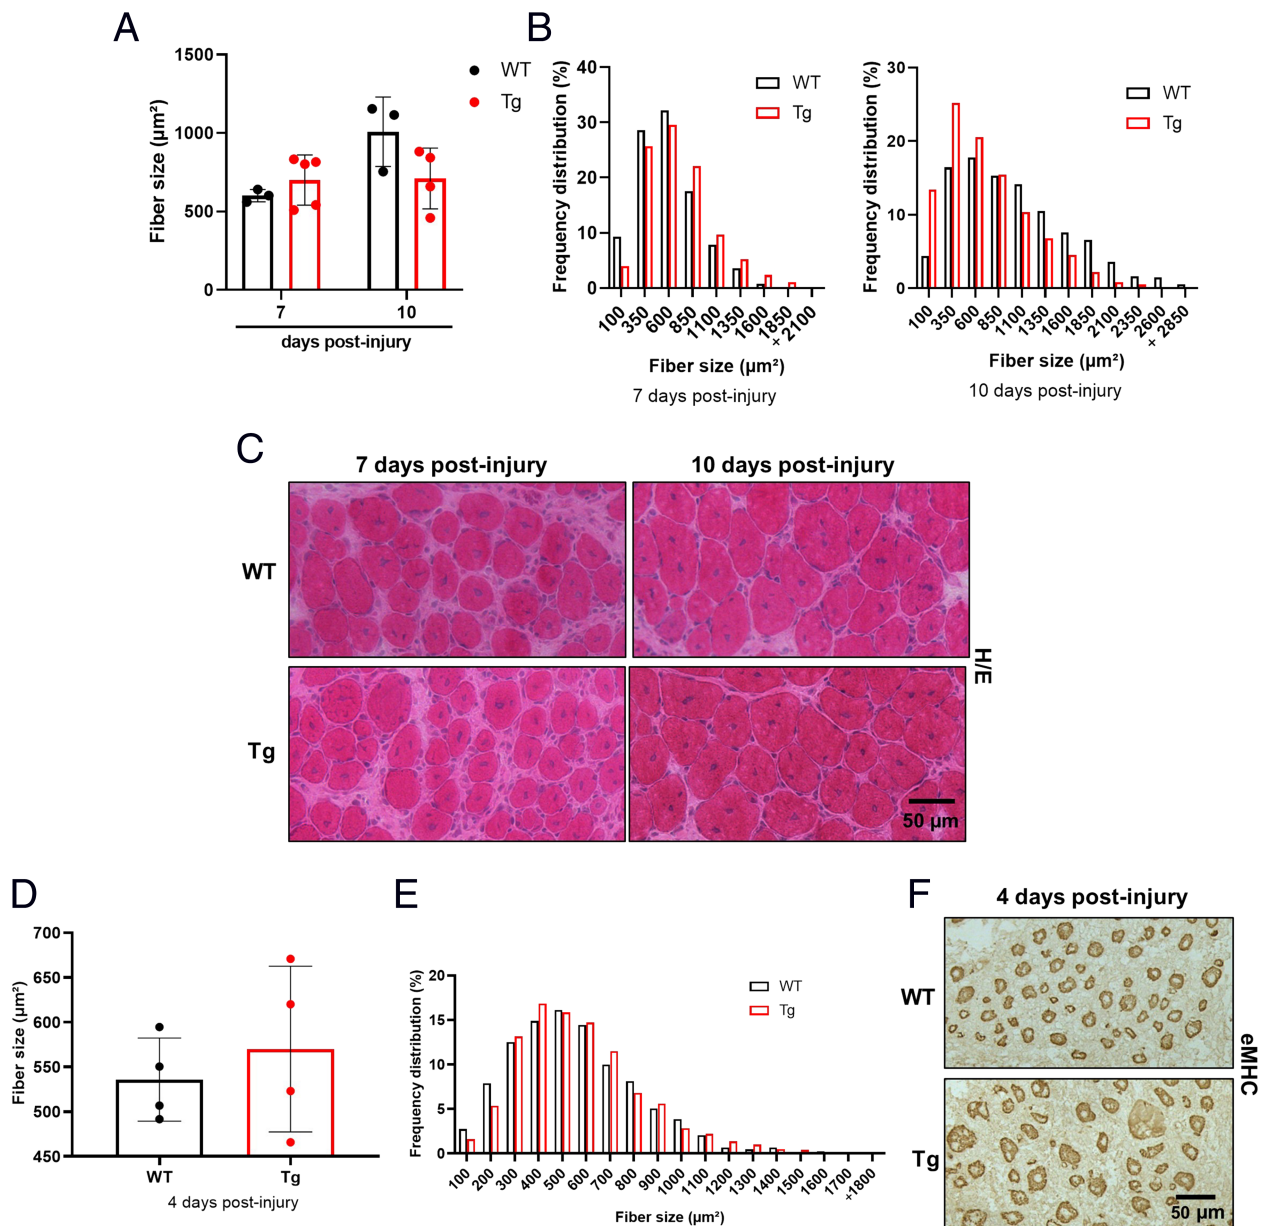 A
1500
1000
500
0
Fiber size (µm²)
WT
Tg
7
10
days post-injury
B
40
30
20
10
0
Frequency distribution (%)
WT
Tg
100
350
600
850
1100
1350
1600
1850
+ 2100
Fiber size (µm²)
7 days post-injury
30
20
10
0
Frequency distribution (%)
WT
Tg
100
350
600
850
1100
1350
1600
1850
2100
2350
2600
+ 2850
Fiber size (µm²)
10 days post-injury
C
7 days post-injury
10 days post-injury
WT
Tg
H/E
50 µm
D
700
650
600
550
500
450
Fiber size (µm²)
WT
Tg
4 days post-injury
E
20
15
10
5
0
Frequency distribution (%)
WT
Tg
100
200
300
400
500
600
700
800
900
1000
1100
1200
1300
1400
1500
1600
1700
+1800
Fiber size (µm²)
F
4 days post-injury
WT
Tg
eMHC
50 µm